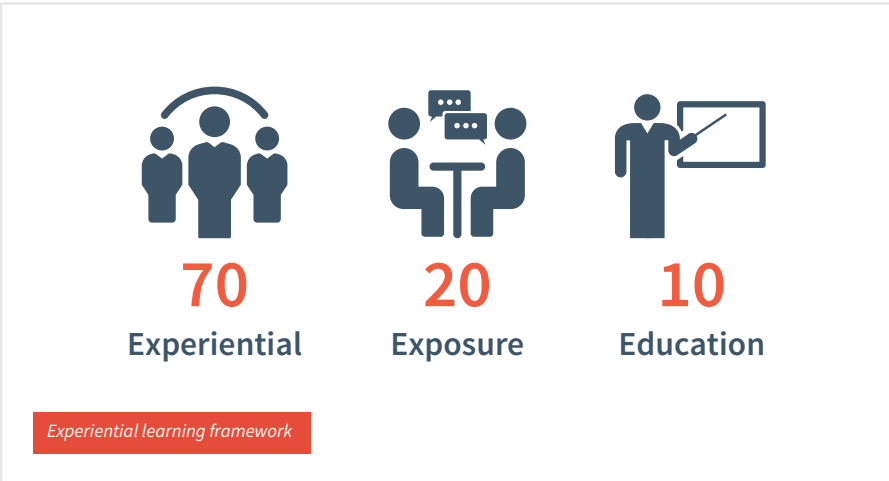 70
Experiential
20
Exposure
10
Education
Experiential learning framework